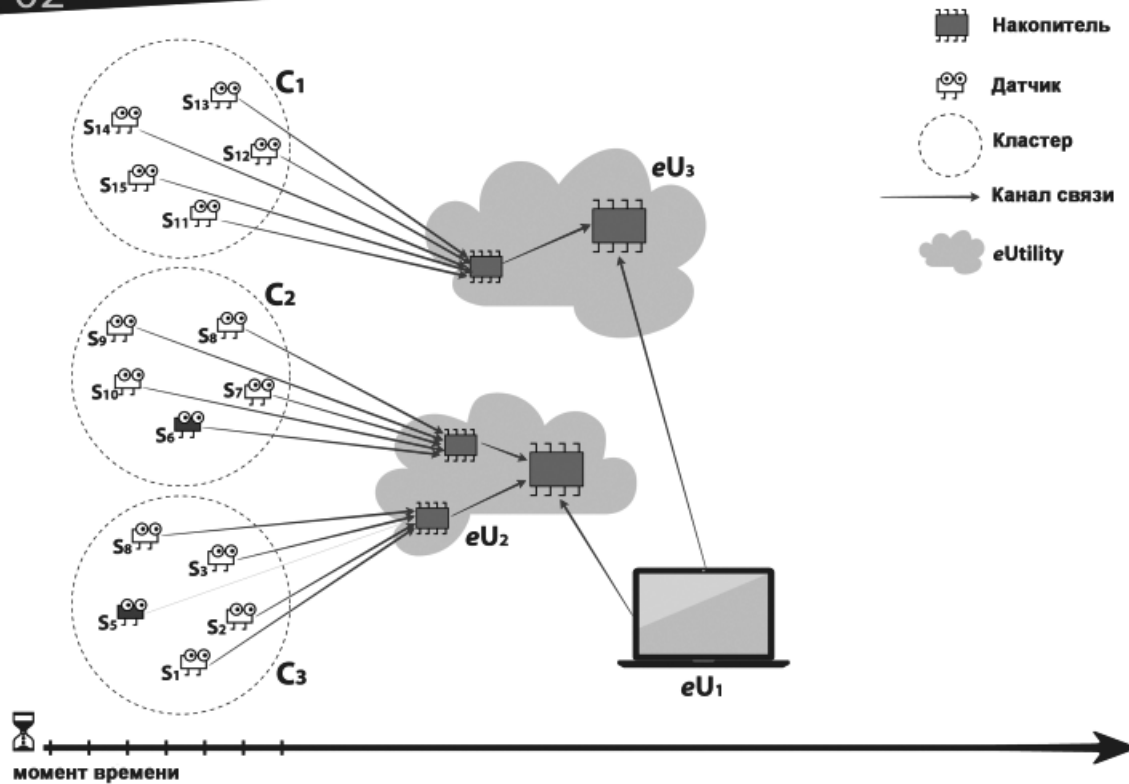 02
Накопитель
Датчик
Кластер
Канал связи
eUtility
C1
S13
S14
S12
S15
S11
eU3
C2
S9
S8
S10
S7
S6
eU2
S8
S3
S5
S2
S1
C3
eU1
момент времени